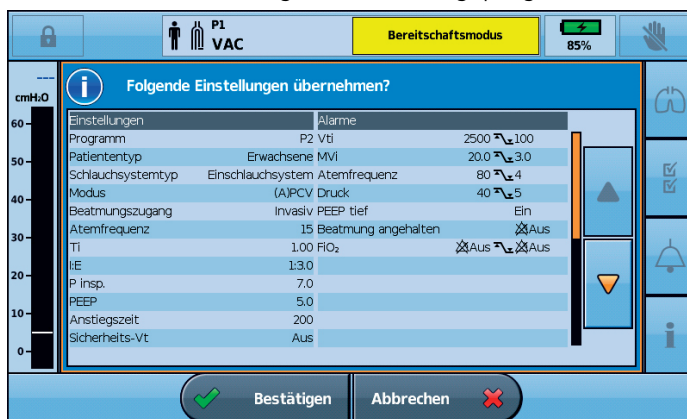 P1
VAC
Bereitschaftsmodus
85%
---
cmH₂O
60
50
40
30
20
10
0
i Folgende Einstellungen übernehmen?
Einstellungen Alarme
Programm P2 Vti 2500 100
Patiententyp Erwachsene MVi 20.0 3.0
Schlauchsystemtyp Einschlauchsystem Atemfrequenz 80 4
Modus (A)PCV Druck 40 5
Beatmungszugang Invasiv PEEP tief Ein
Atemfrequenz 15 Beatmung angehalten Aus
Ti 1.00 FiO₂ Aus Aus
I:E 1:3.0
P insp. 7.0
PEEP 5.0
Anstiegszeit 200
Sicherheits-Vt Aus
Bestätigen Abbrechen
i